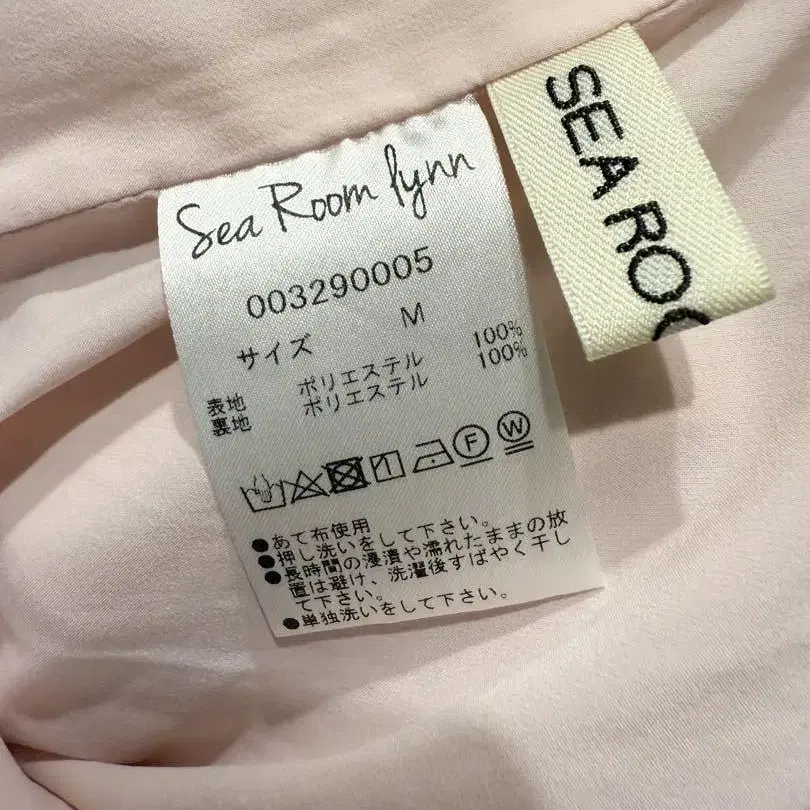 Sea Room lynn
003290005
サイズ M
表地 ポリエステル 100%
裏地 ポリエステル 100%
F W
●あて布使用
●押し洗いをして下さい。
●長時間の浸漬や濡れたままの放
置は避け、洗濯後すばやく干し
て下さい。
●単独洗いをして下さい。
SEA ROO